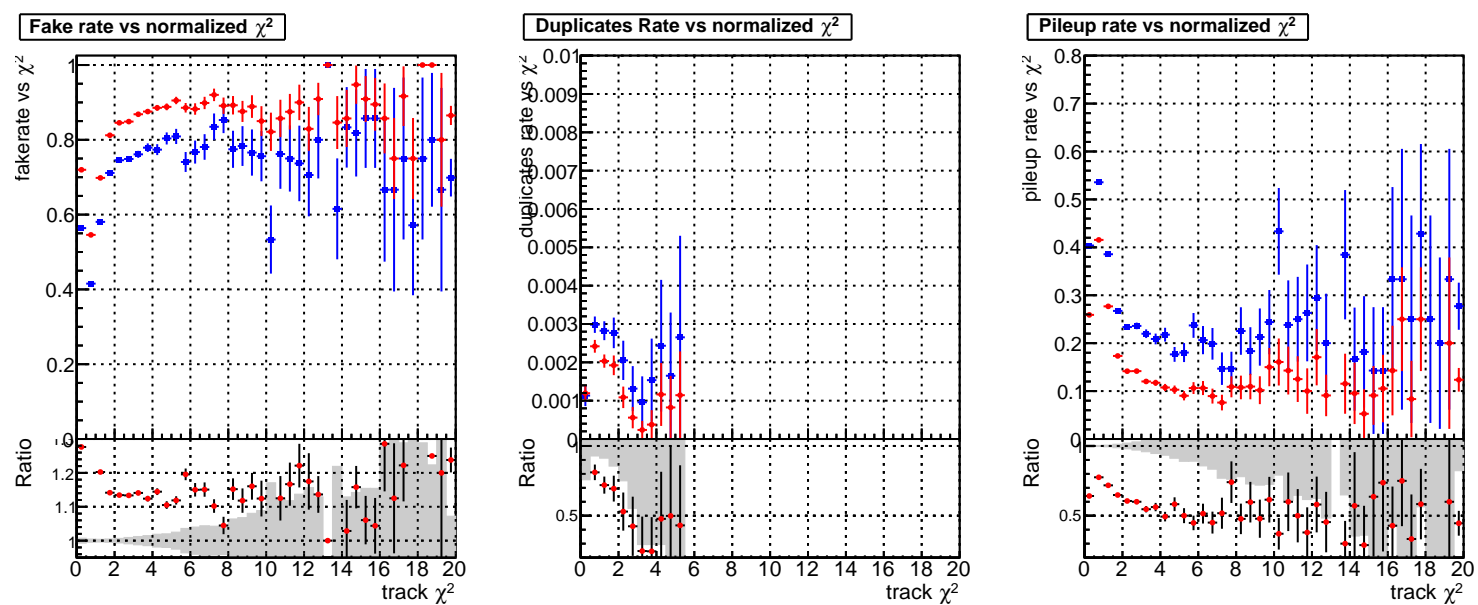 Fake rate vs normalized χ²
fakerate vs χ²
1
0.8
0.6
0.4
0.2
0
Ratio
1.2
1.1
1
0 2 4 6 8 10 12 14 16 18 20
track χ²
Duplicates Rate vs normalized χ²
duplicates rate vs χ²
0.01
0.009
0.008
0.007
0.006
0.005
0.004
0.003
0.002
0.001
0
Ratio
0.5
0 2 4 6 8 10 12 14 16 18 20
track χ²
Pileup rate vs normalized χ²
pileup rate vs χ²
0.8
0.7
0.6
0.5
0.4
0.3
0.2
0.1
0
Ratio
0.5
0 2 4 6 8 10 12 14 16 18 20
track χ²